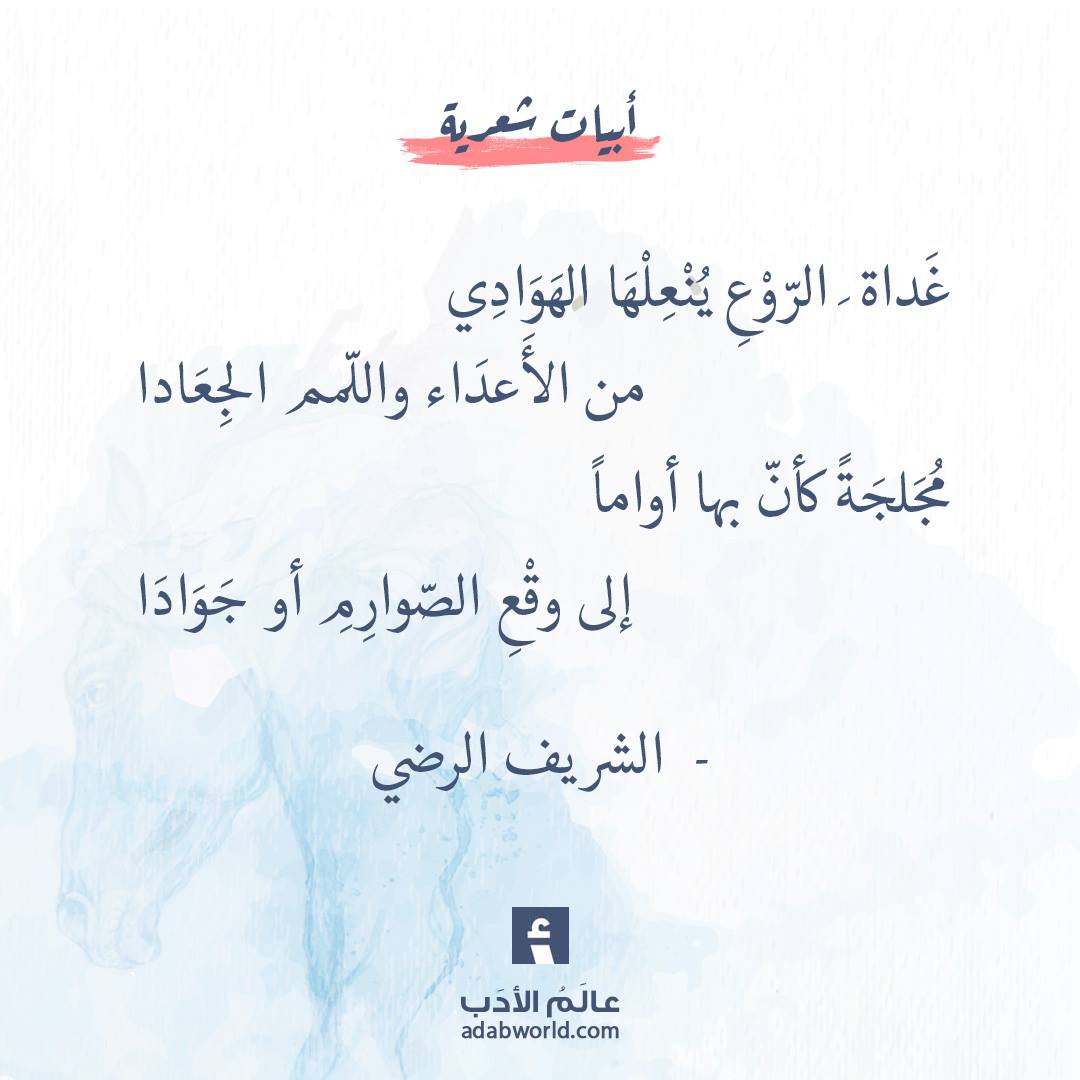 أبيات شعرية
غَداة َ الرّوْعِ يُنْعِلْهَا الهَوَادِي
من الأَعدَاء واللّمم الجِعَادا
مُجَلجَةً كأنّ بها أواماً
إلى وقْعِ الصّوارِمِ أو جَوَادَا
- الشريف الرضي
أ
عالَمُ الأدَب
adabworld.com